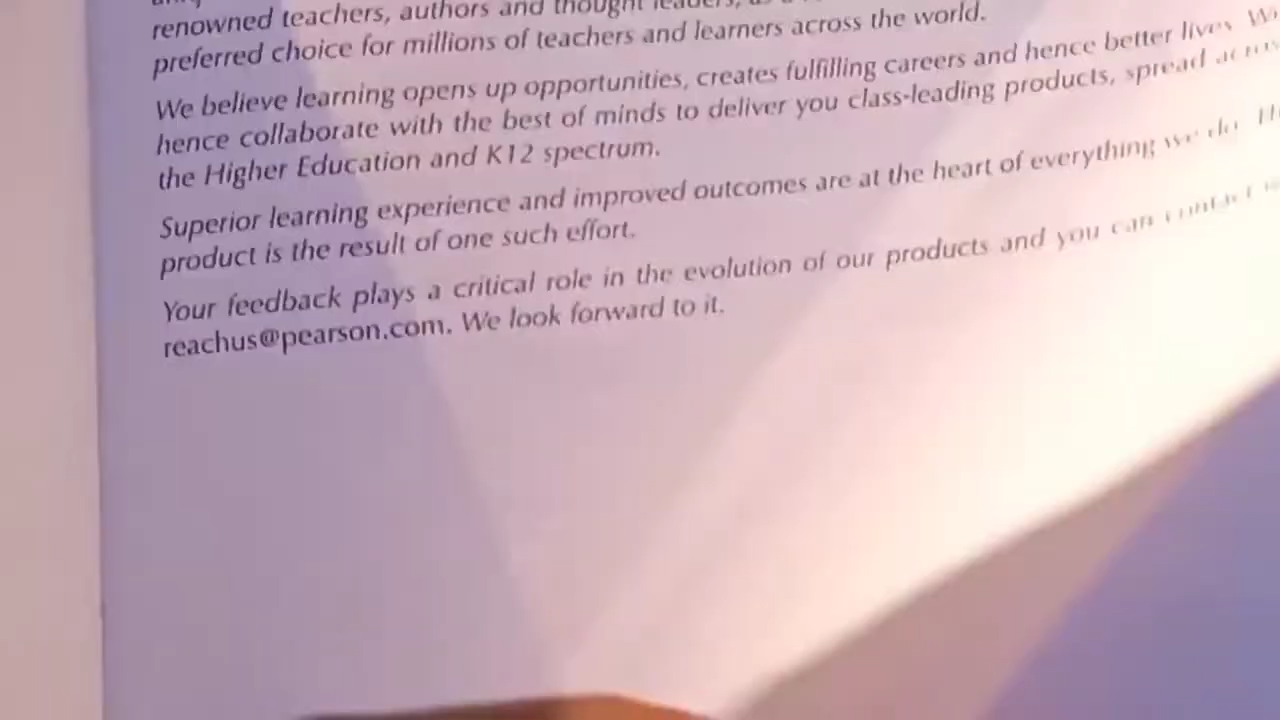 renowned teachers, authors and thought leaders,
preferred choice for millions of teachers and learners across the world.
We believe learning opens up opportunities, creates fulfilling careers and hence better lives. We
hence collaborate with the best of minds to deliver you class-leading products, spread across
the Higher Education and K12 spectrum.
Superior learning experience and improved outcomes are at the heart of everything we do.
product is the result of one such effort.
Your feedback plays a critical role in the evolution of our products and you can contact
reachus@pearson.com. We look forward to it.